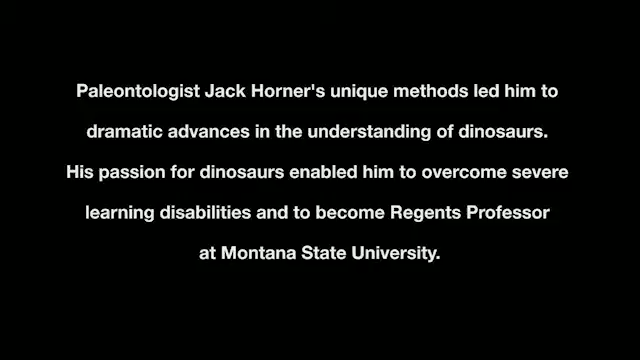 Paleontologist Jack Horner's unique methods led him to
dramatic advances in the understanding of dinosaurs.
His passion for dinosaurs enabled him to overcome severe
learning disabilities and to become Regents Professor
at Montana State University.